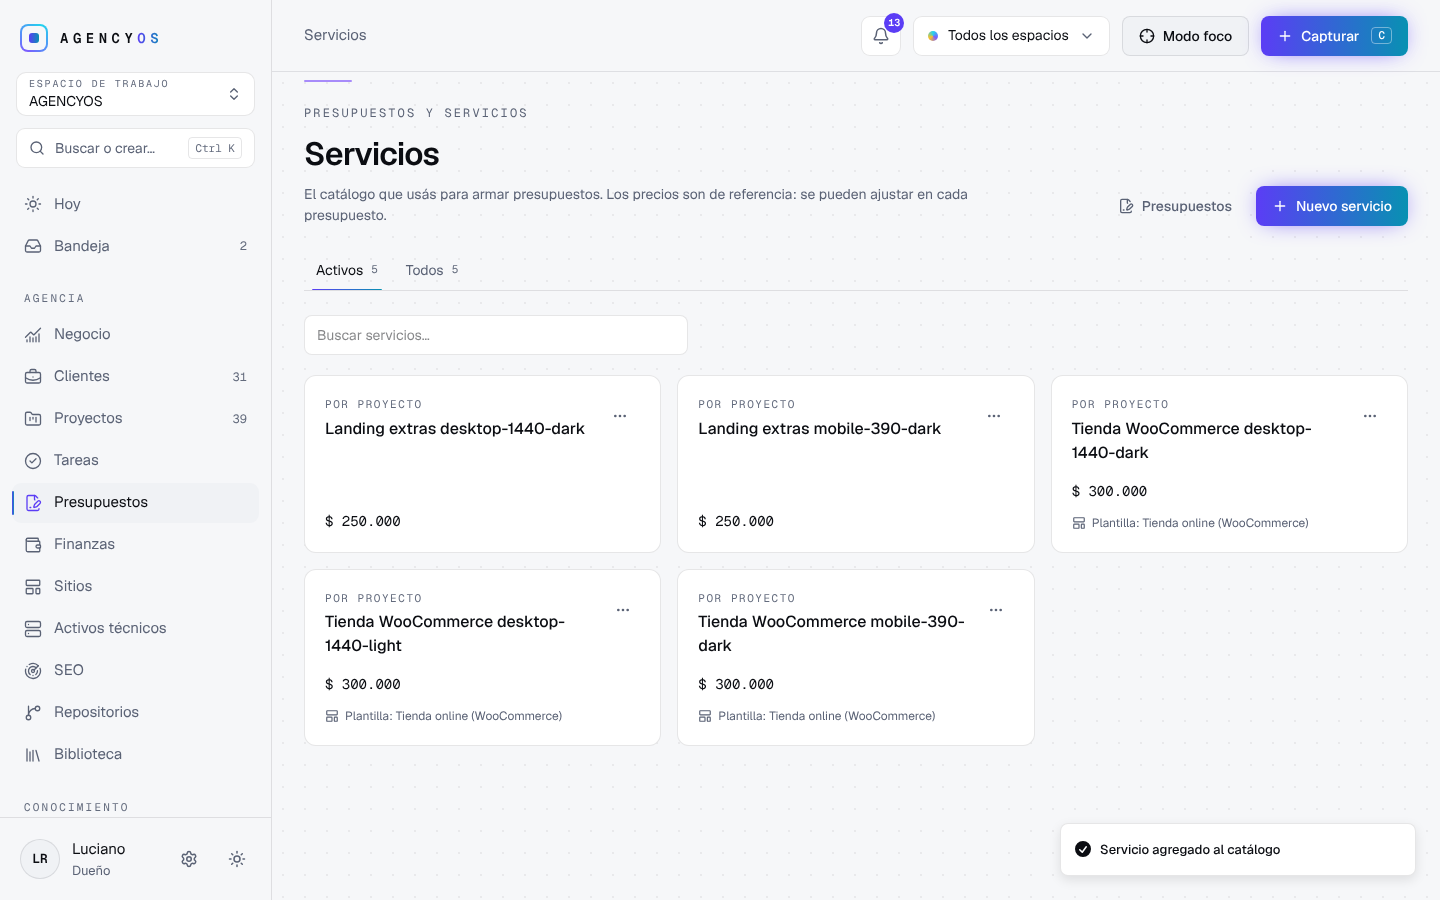 AGENCYOS
ESPACIO DE TRABAJO
AGENCYOS
Buscar o crear... Ctrl K
Hoy
Bandeja 2
AGENCIA
Negocio
Clientes 31
Proyectos 39
Tareas
Presupuestos
Finanzas
Sitios
Activos técnicos
SEO
Repositorios
Biblioteca
CONOCIMIENTO
LR
Luciano
Dueño
Servicios
13
Todos los espacios
Modo foco
Capturar C
PRESUPUESTOS Y SERVICIOS
Servicios
El catálogo que usás para armar presupuestos. Los precios son de referencia: se pueden ajustar en cada
presupuesto.
Presupuestos
Nuevo servicio
Activos 5 Todos 5
Buscar servicios...
POR PROYECTO
Landing extras desktop-1440-dark
$ 250.000
POR PROYECTO
Landing extras mobile-390-dark
$ 250.000
POR PROYECTO
Tienda WooCommerce desktop-
1440-dark
$ 300.000
Plantilla: Tienda online (WooCommerce)
POR PROYECTO
Tienda WooCommerce desktop-
1440-light
$ 300.000
Plantilla: Tienda online (WooCommerce)
POR PROYECTO
Tienda WooCommerce mobile-390-
dark
$ 300.000
Plantilla: Tienda online (WooCommerce)
Servicio agregado al catálogo